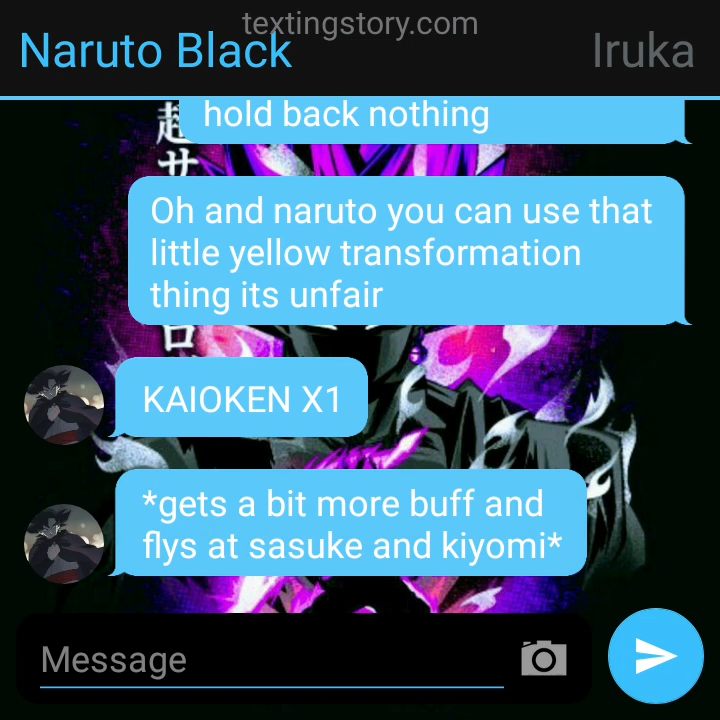 textingstory.com
Naruto Black
Iruka
hold back nothing
Oh and naruto you can use that
little yellow transformation
thing its unfair
KAIOKEN X1
*gets a bit more buff and
flys at sasuke and kiyomi*
Message